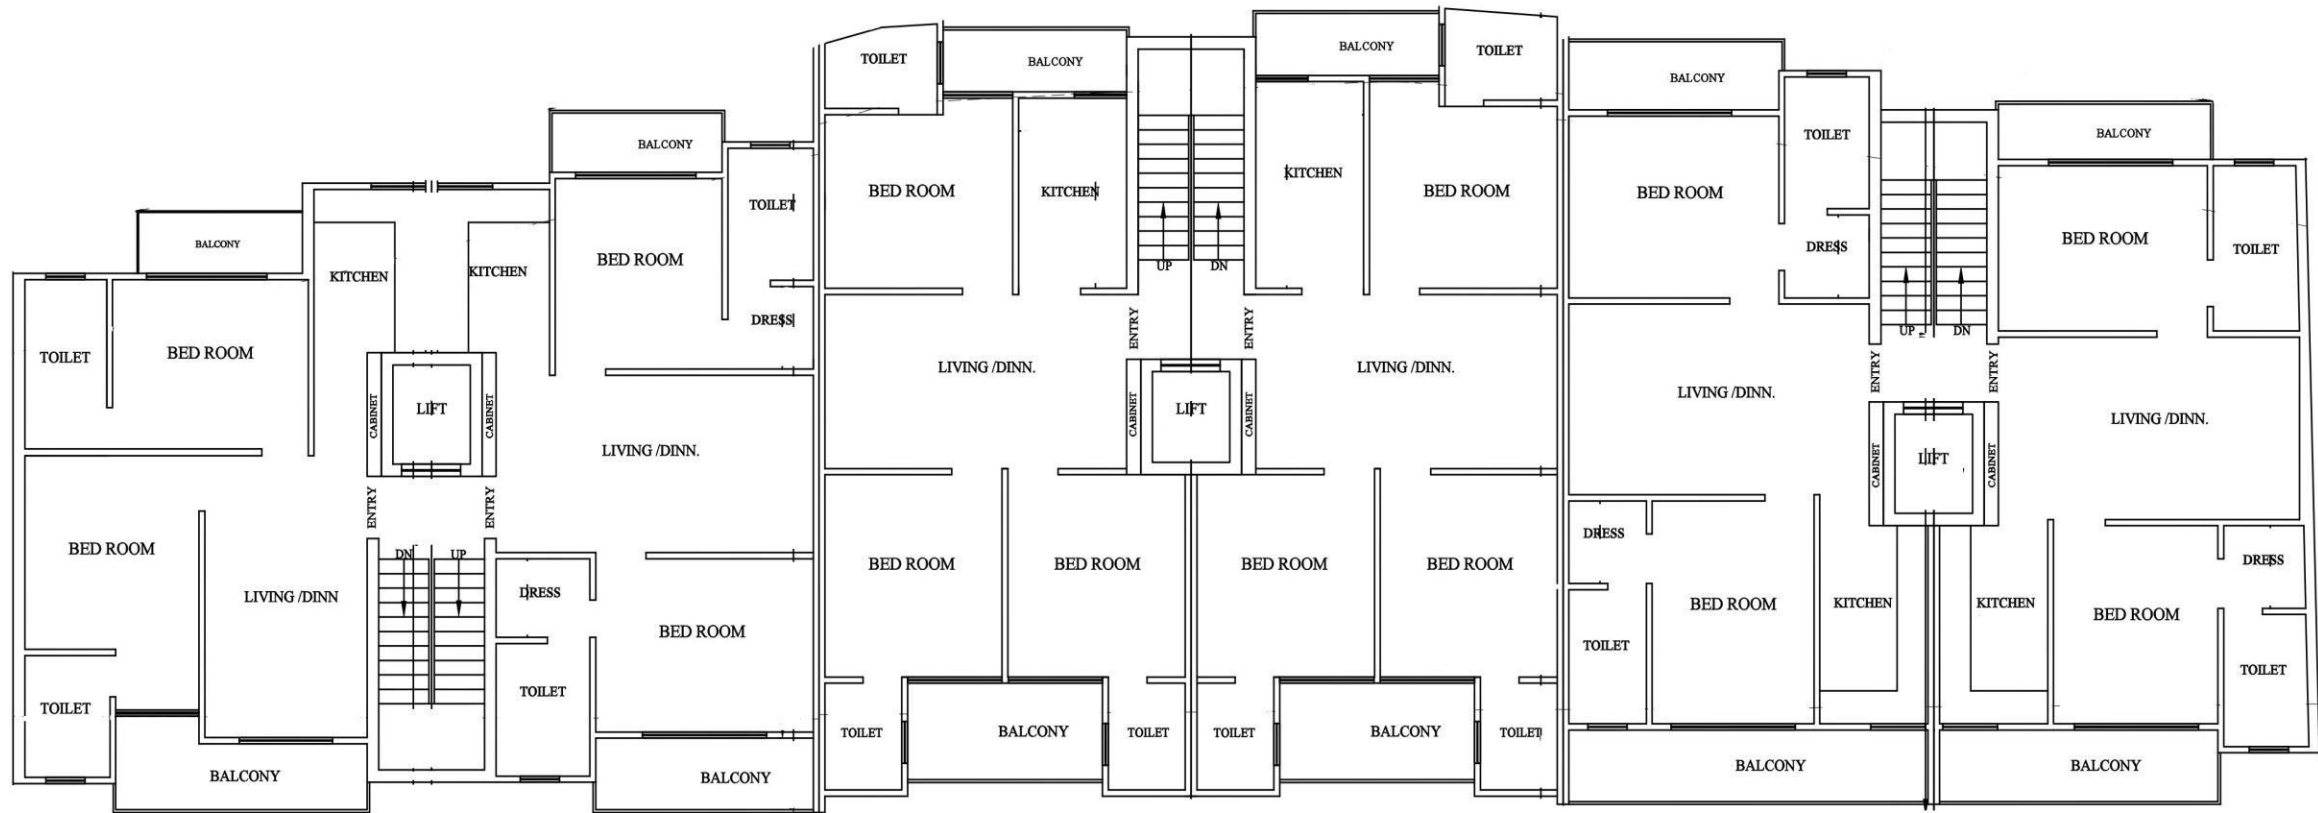 TOILET
BALCONY
BALCONY
TOILET
BALCONY
TOILET
BALCONY
BALCONY
BALCONY
TOILET
BED ROOM
KITCHEN
KITCHEN
BED ROOM
BED ROOM
TOILET
BED ROOM
DRESS
BED ROOM
TOILET
BALCONY
KITCHEN
KITCHEN
BED ROOM
UP
DN
TOILET
BED ROOM
DRESS
ENTRY
ENTRY
UP
DN
LIVING /DINN.
LIVING /DINN.
ENTRY
ENTRY
LIVING /DINN.
LIVING /DINN.
CABINET
LIFT
CABINET
CABINET
LIFT
CABINET
LIVING /DINN.
CABINET
LIFT
CABINET
ENTRY
ENTRY
BED ROOM
DN
UP
DRESS
BED ROOM
BED ROOM
BED ROOM
BED ROOM
DRESS
DRESS
LIVING /DINN
BED ROOM
BED ROOM
KITCHEN
KITCHEN
BED ROOM
TOILET
TOILET
TOILET
TOILET
TOILET
BALCONY
TOILET
TOILET
BALCONY
TOILET
BALCONY
BALCONY
BALCONY
BALCONY